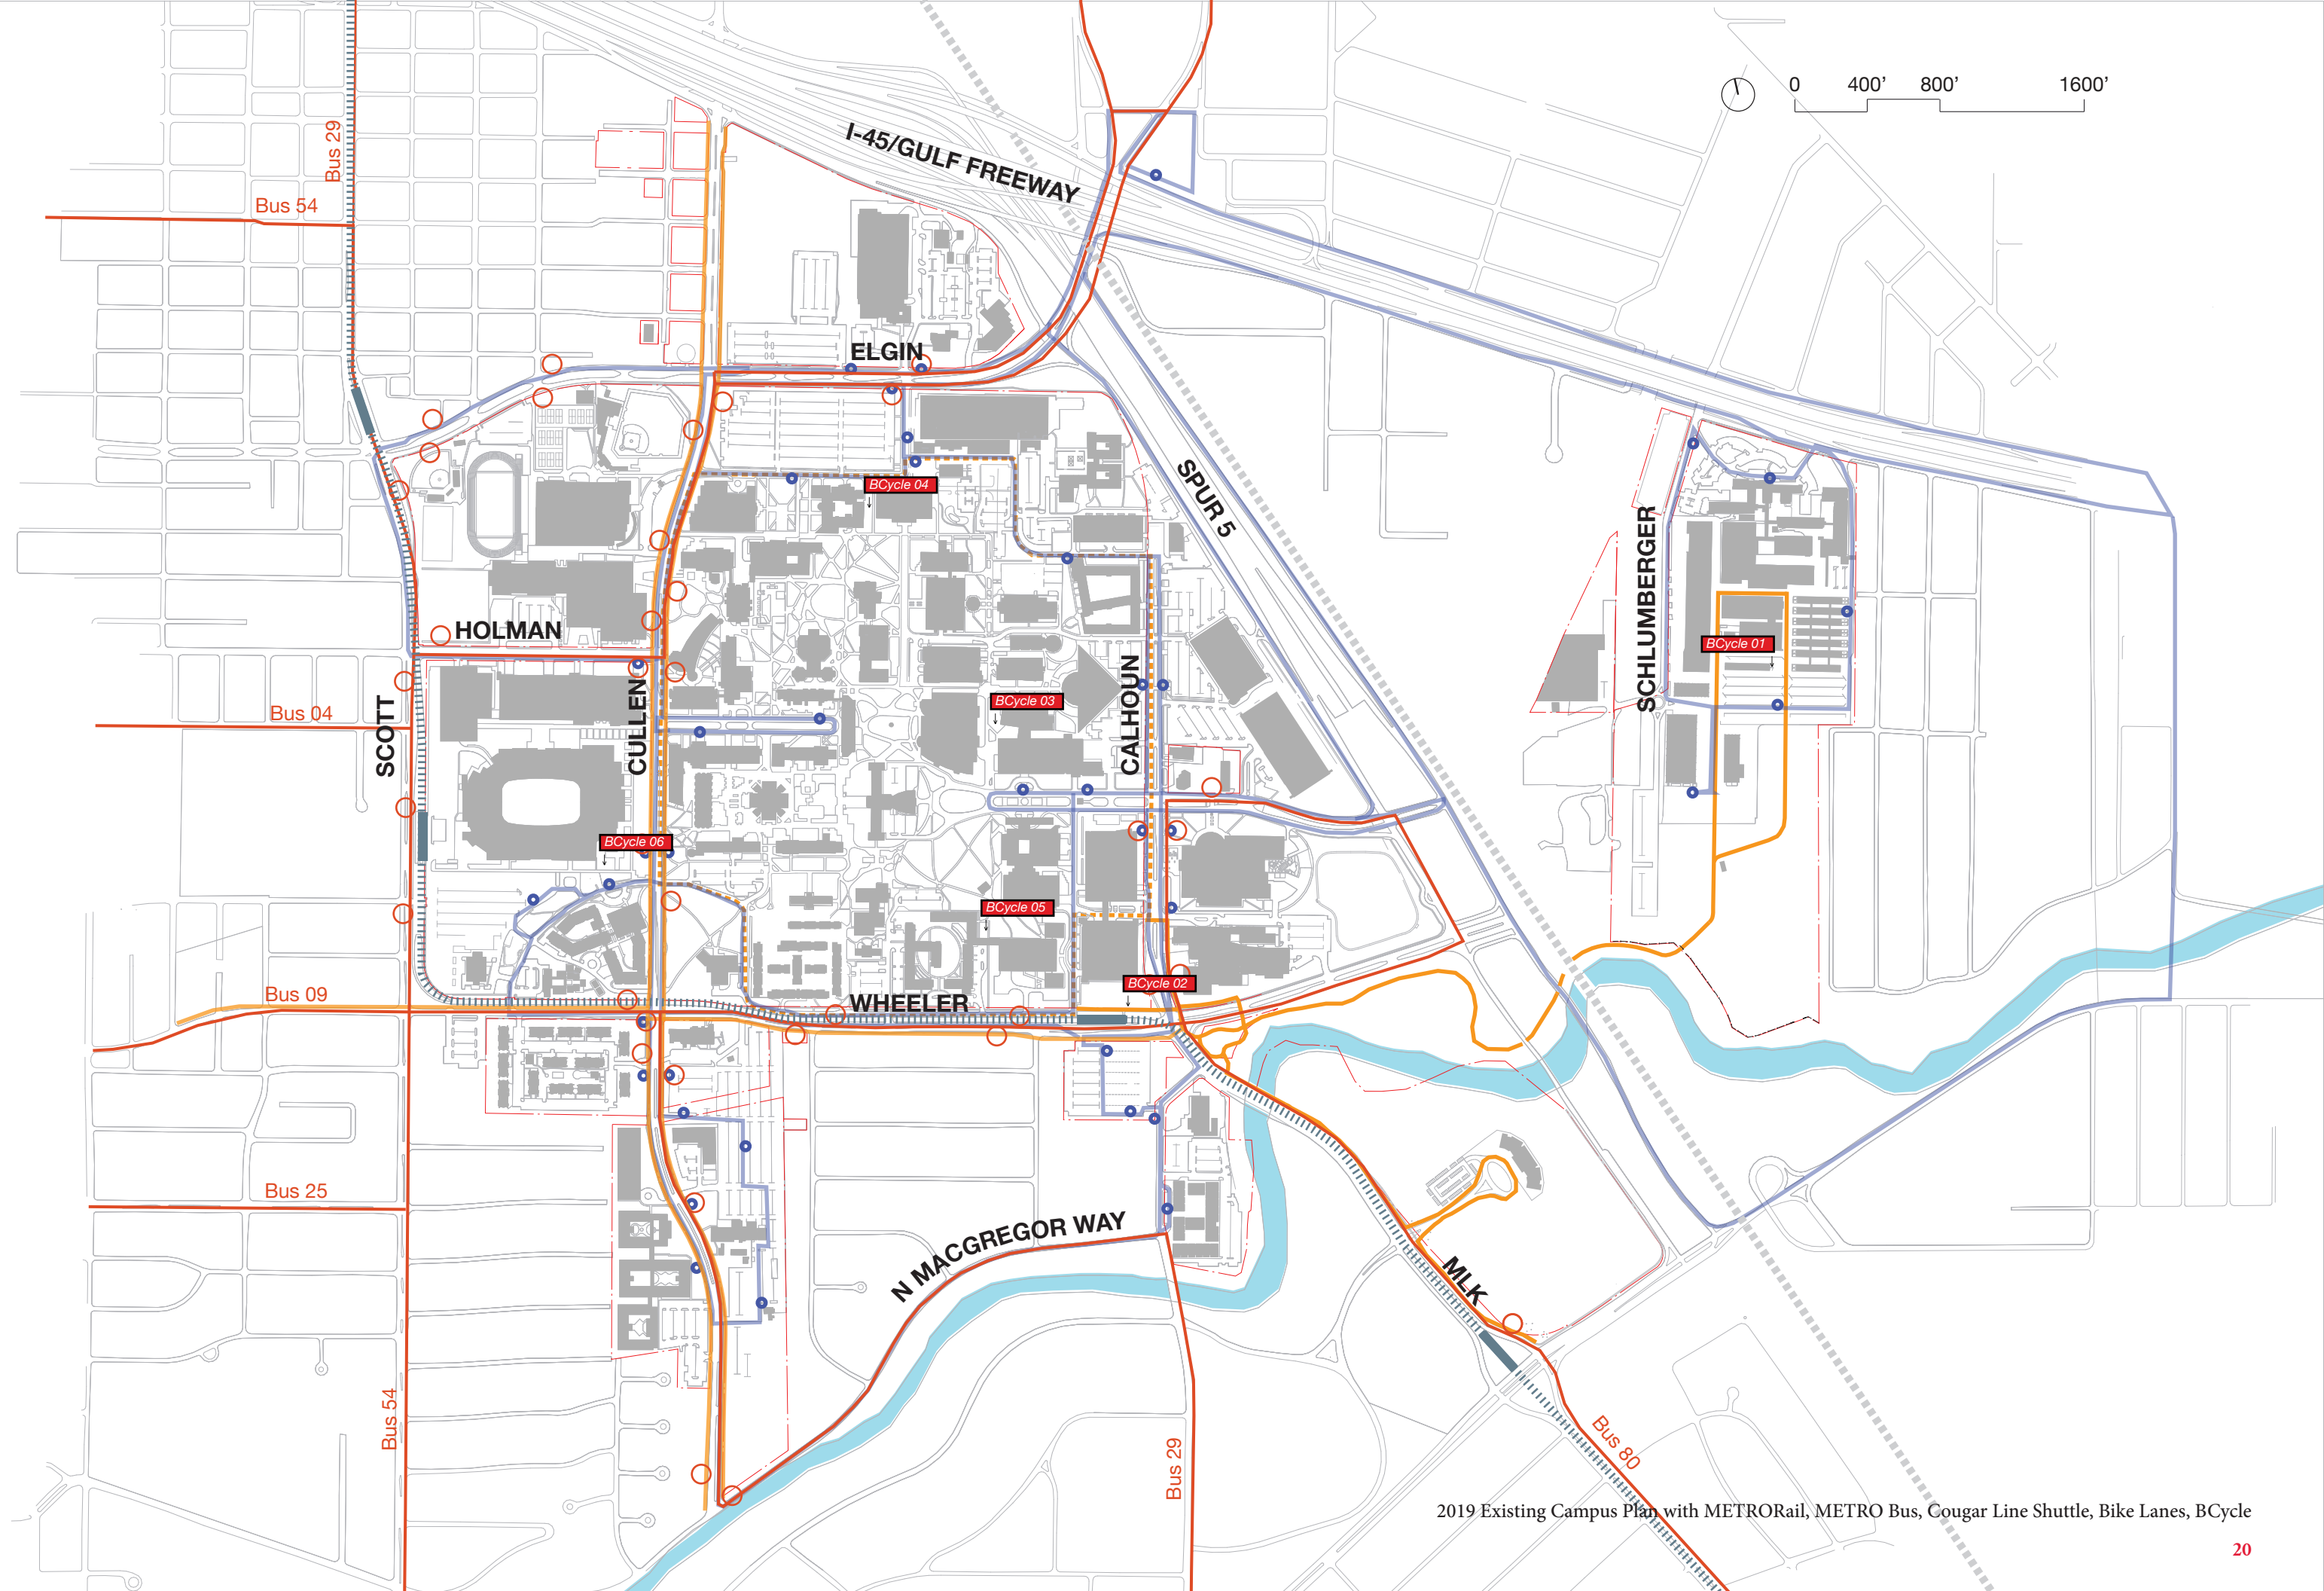 0 400' 800' 1600'
Bus 29
I-45/GULF FREEWAY
Bus 54
ELGIN
SPUR 5
BCycle 04
SCHLUMBERGER
HOLMAN
BCycle 01
CULLEN
CALHOUN
SCOTT
BCycle 03
Bus 04
BCycle 06
BCycle 05
BCycle 02
Bus 09
WHEELER
Bus 25
N MACGREGOR WAY
MLK
Bus 54
Bus 29
Bus 80
2019 Existing Campus Plan with METRORail, METRO Bus, Cougar Line Shuttle, Bike Lanes, BCycle
20